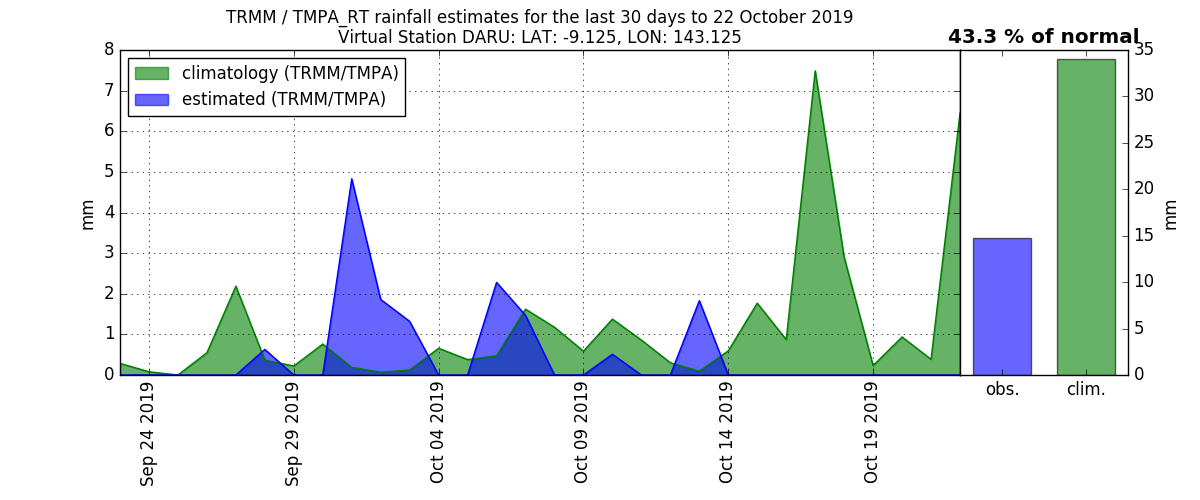 TRMM / TMPA_RT rainfall estimates for the last 30 days to 22 October 2019
Virtual Station DARU: LAT: -9.125, LON: 143.125
43.3 % of normal
climatology (TRMM/TMPA)
estimated (TRMM/TMPA)
mm
8
7
6
5
4
3
2
1
0
Sep 24 2019
Sep 29 2019
Oct 04 2019
Oct 09 2019
Oct 14 2019
Oct 19 2019
obs.
clim.
35
30
25
20
15
10
5
0
mm